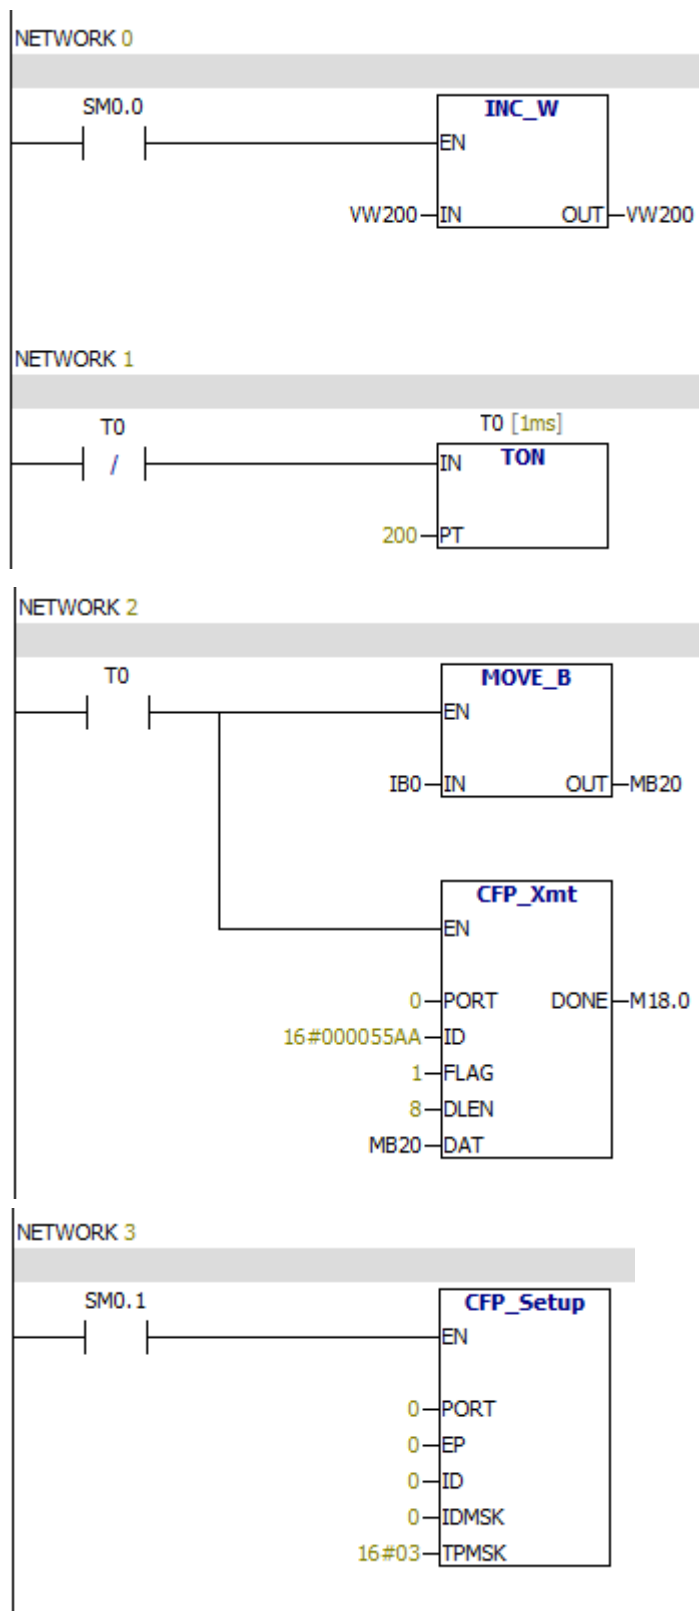 NETWORK 0
SM0.0
INC_W
EN
VW200 IN OUT VW200
NETWORK 1
T0
/
T0 [1ms]
TON
IN
200 PT
NETWORK 2
T0
MOVE_B
EN
IB0 IN OUT MB20
CFP_Xmt
EN
0 PORT DONE M18.0
16#000055AA ID
1 FLAG
8 DLEN
MB20 DAT
NETWORK 3
SM0.1
CFP_Setup
EN
0 PORT
0 EP
0 ID
0 IDMSK
16#03 TPMSK